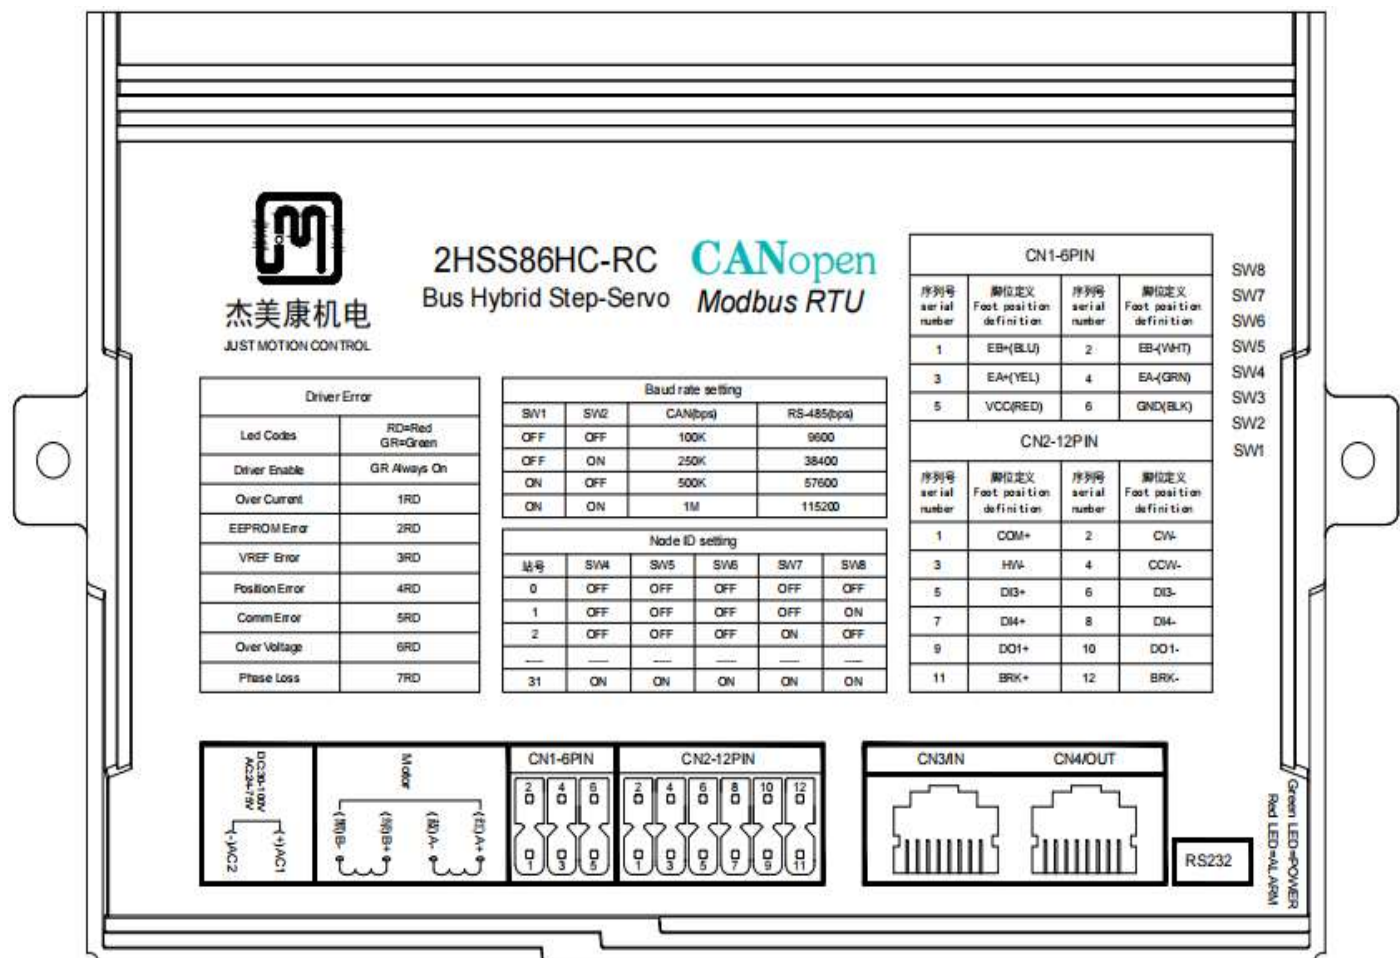 杰美康机电
JUST MOTION CONTROL
2HSS86HC-RC
Bus Hybrid Step-Servo
CANopen
Modbus RTU
Driver Error
Led Codes RD=Red GR=Green
Driver Enable GR Always On
Over Current 1RD
EEPROM Error 2RD
VREF Error 3RD
Position Error 4RD
Comm Error 5RD
Over Voltage 6RD
Phase Loss 7RD
Baud rate setting
SW1 SW2 CAN(bps) RS-485(bps)
OFF OFF 100K 9600
OFF ON 250K 38400
ON OFF 500K 57600
ON ON 1M 115200
Node ID setting
站号 SW4 SW5 SW6 SW7 SW8
0 OFF OFF OFF OFF OFF
1 OFF OFF OFF OFF ON
2 OFF OFF OFF ON OFF
...... ...... ...... ...... ...... ......
31 ON ON ON ON ON
CN1-6PIN
序列号 脚位定义 序列号 脚位定义
serial Foot position serial Foot position
number definition number definition
1 EB+(BLU) 2 EB-(WHT)
3 EA+(YEL) 4 EA-(GRN)
5 VCC(RED) 6 GND(BLK)
CN2-12PIN
序列号 脚位定义 序列号 脚位定义
serial Foot position serial Foot position
number definition number definition
1 COM+ 2 CW-
3 HW- 4 CCW-
5 DI3+ 6 DI3-
7 DI4+ 8 DI4-
9 DO1+ 10 DO1-
11 BRK+ 12 BRK-
SW8
SW7
SW6
SW5
SW4
SW3
SW2
SW1
DC:30-100V
AC:24-75V
(+)AC1
(-)AC2
Motor
B-
B+
A-
(红)A+
CN1-6PIN
2 4 6
1 3 5
CN2-12PIN
2 4 6 8 10 12
1 3 5 7 9 11
CN3/IN
CN4/OUT
RS232
Green LED=POWER
Red LED=ALARM